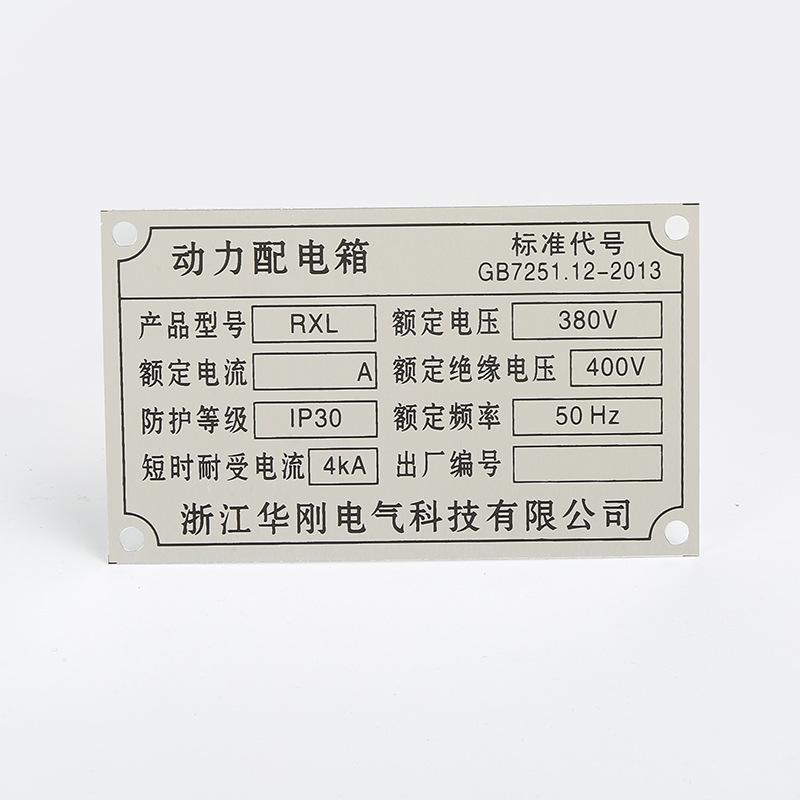 动力配电箱
标准代号
GB7251.12-2013
产品型号 RXL 额定电压 380V
额定电流 A 额定绝缘电压 400V
防护等级 IP30 额定频率 50Hz
短时耐受电流 4kA 出厂编号
浙江华刚电气科技有限公司